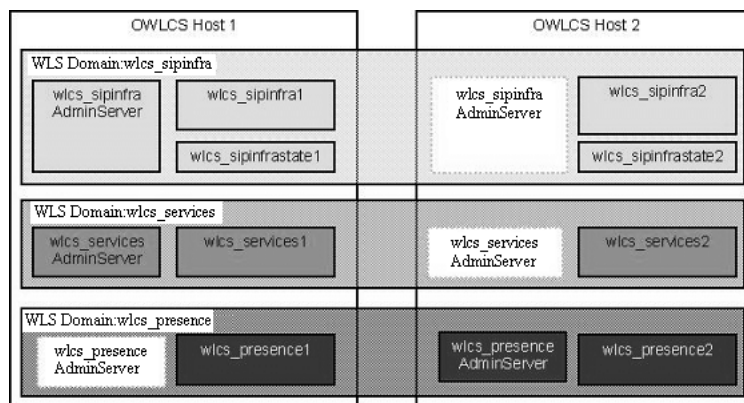 OWLCS Host 1
OWLCS Host 2
WLS Domain:wlcs_sipinfra
wlcs_sipinfra
AdminServer
wlcs_sipinfra1
wlcs_sipinfrastate1
wlcs_sipinfra
AdminServer
wlcs_sipinfra2
wlcs_sipinfrastate2
WLS Domain:wlcs_services
wlcs_services
AdminServer
wlcs_services1
wlcs_services
AdminServer
wlcs_services2
WLS Domain:wlcs_presence
wlcs_presence
AdminServer
wlcs_presence1
wlcs_presence
AdminServer
wlcs_presence2